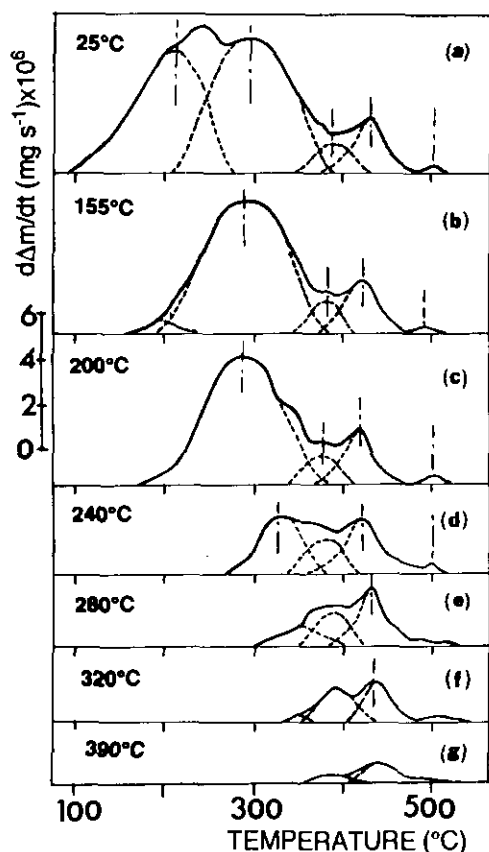 25°C
(a)
155°C
(b)
200°C
(c)
240°C
(d)
280°C
(e)
320°C
(f)
390°C
(g)
dΔm/dt (mg s⁻¹)x10⁶
6
4
2
0
100 300 400 500
TEMPERATURE (°C)